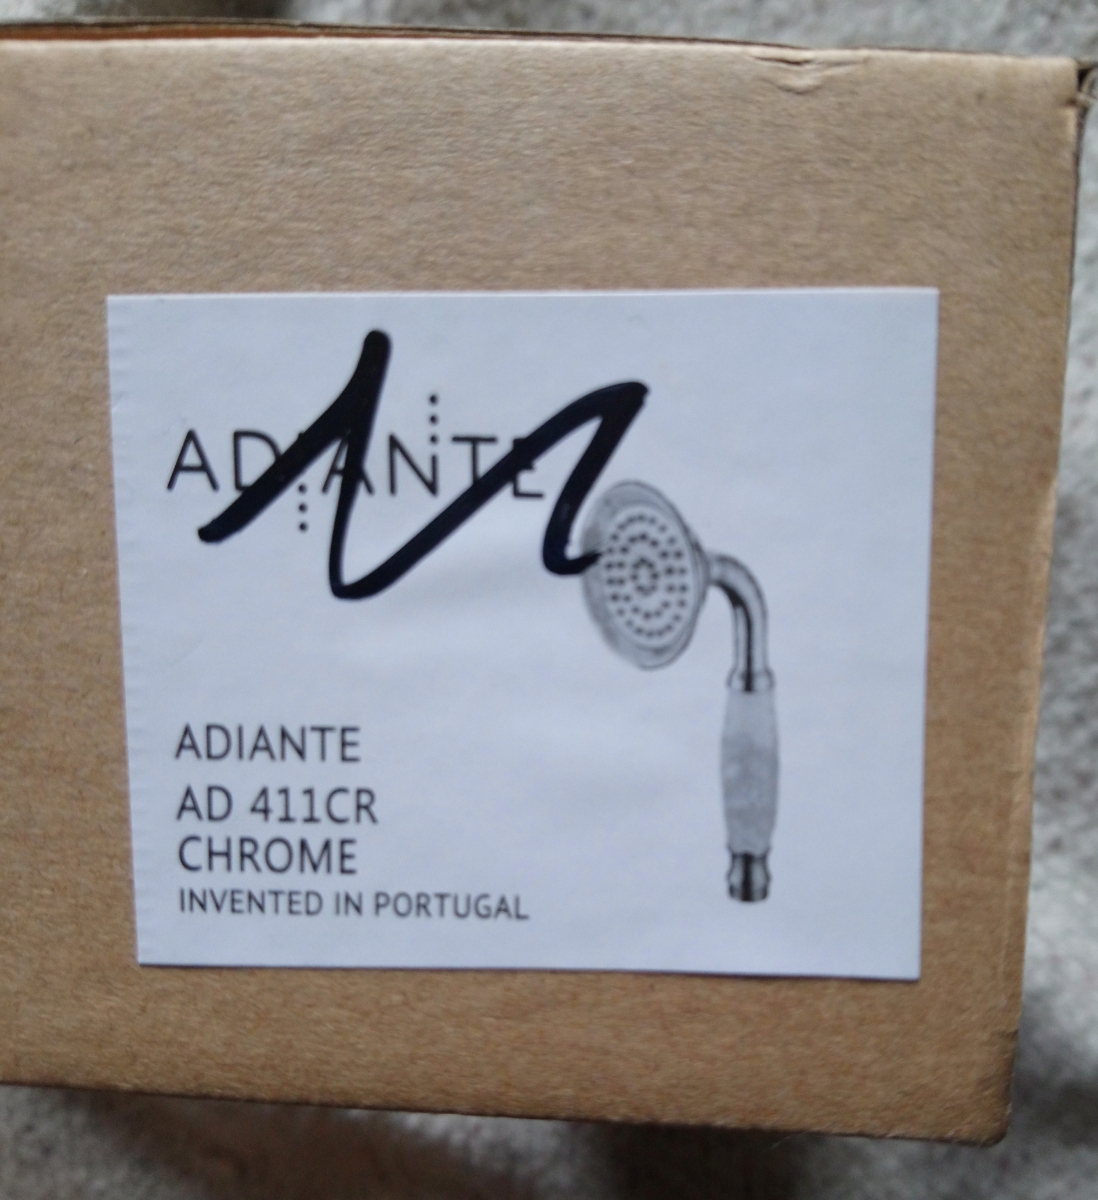 ADIANTE
ADIANTE
AD 411CR
CHROME
INVENTED IN PORTUGAL